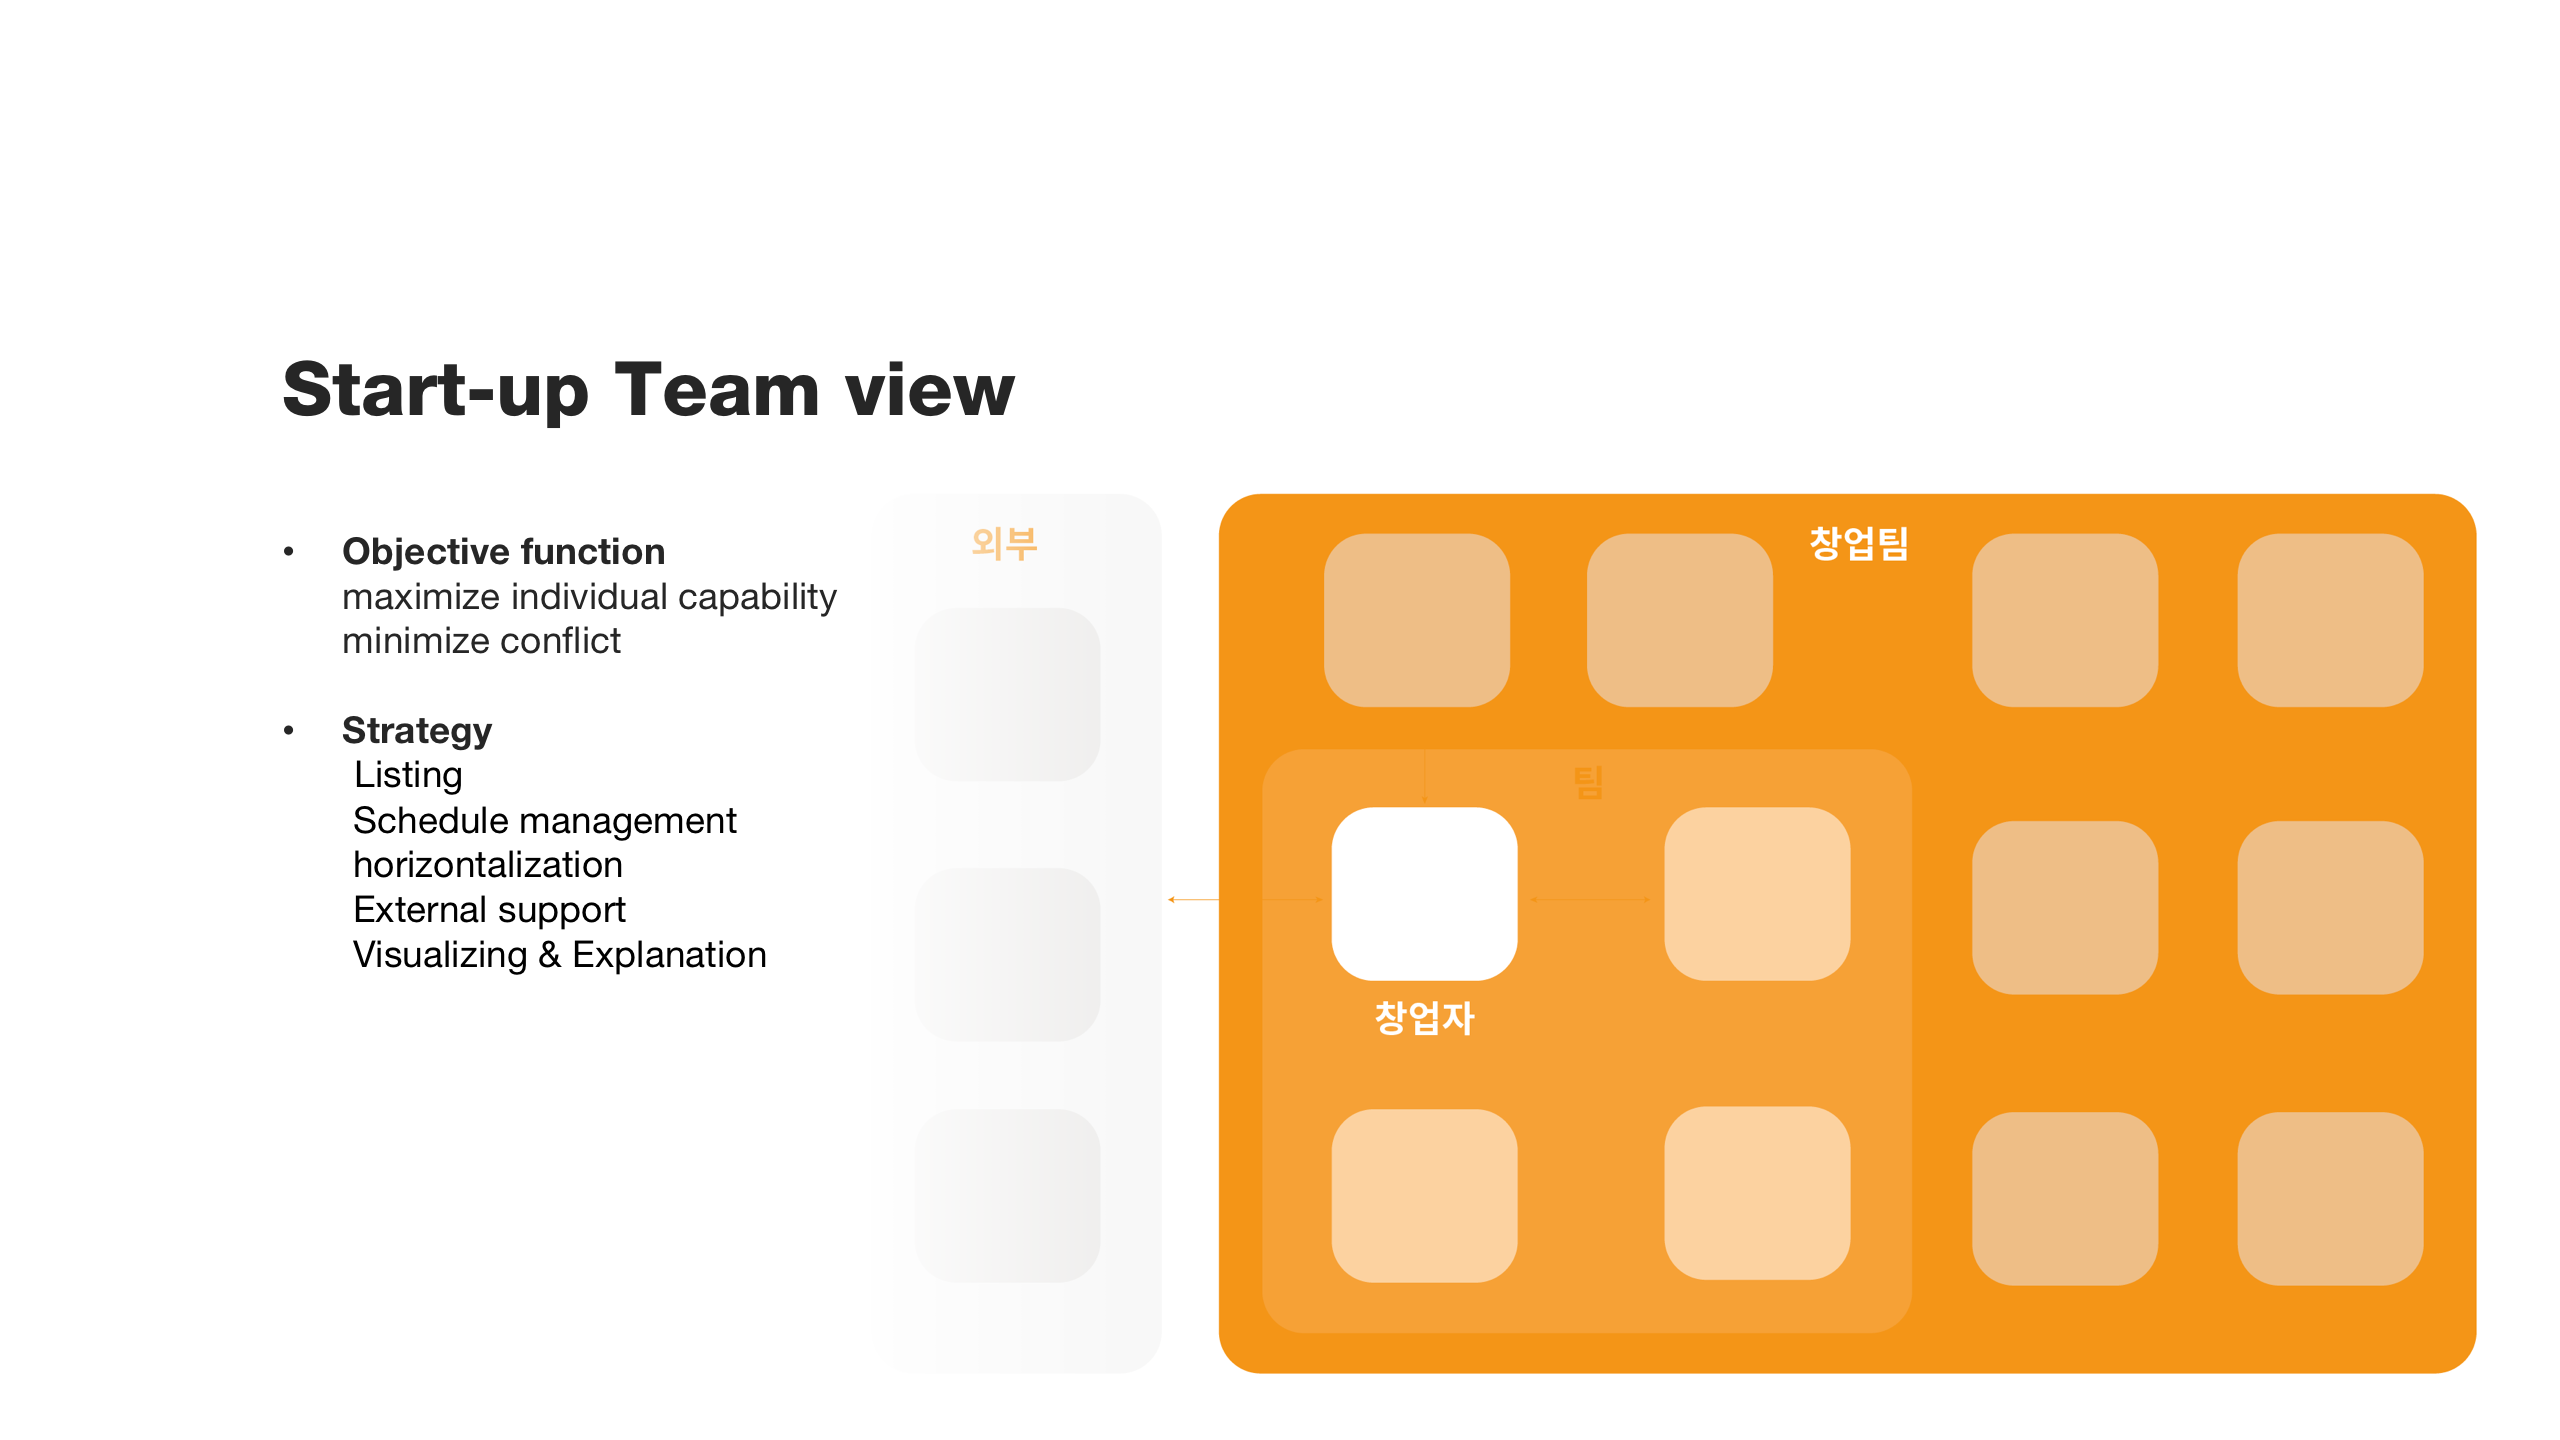 Start-up Team view
• Objective function
maximize individual capability
minimize conflict
• Strategy
Listing
Schedule management
horizontalization
External support
Visualizing & Explanation
외부
창업팀
팀
창업자